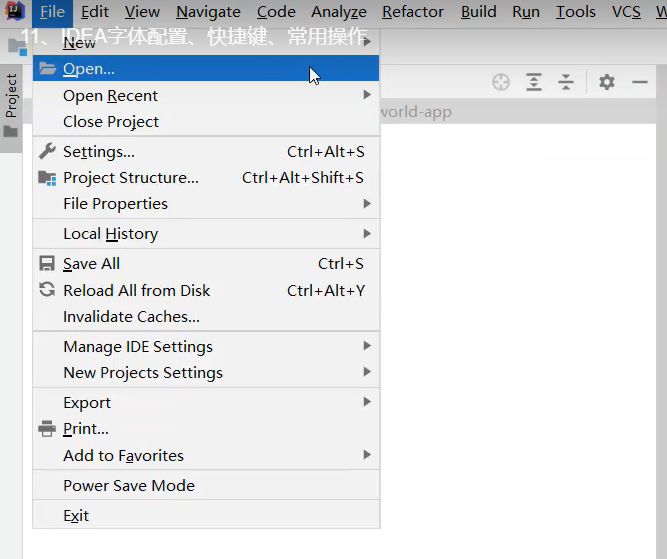 File Edit View Navigate Code Analyze Refactor Build Run Tools VCS
11、IDEA字体配置、快捷键、常用操作
New
Open...
Project
Open Recent
world-app
Close Project
Settings... Ctrl+Alt+S
Project Structure... Ctrl+Alt+Shift+S
File Properties
Local History
Save All Ctrl+S
Reload All from Disk Ctrl+Alt+Y
Invalidate Caches...
Manage IDE Settings
New Projects Settings
Export
Print...
Add to Favorites
Power Save Mode
Exit